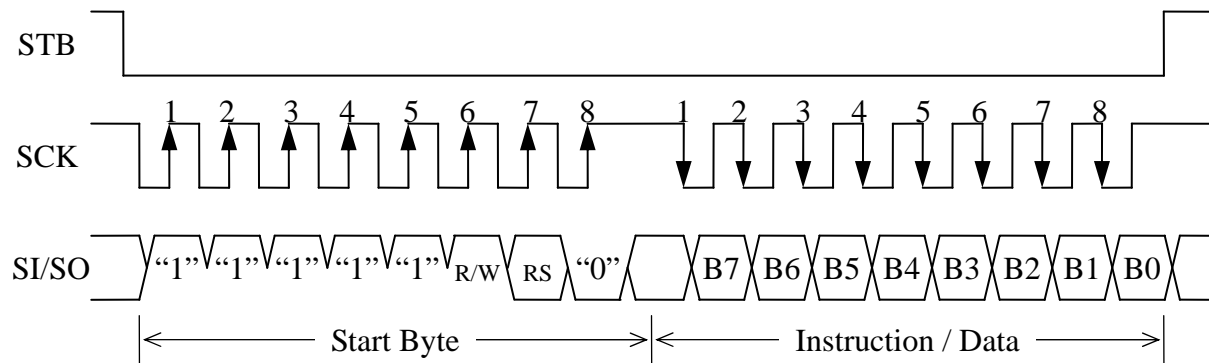 STB
1 2 3 4 5 6 7 8 1 2 3 4 5 6 7 8
SCK
SI/SO “1” “1” “1” “1” “1” R/W RS “0” B7 B6 B5 B4 B3 B2 B1 B0
Start Byte Instruction / Data